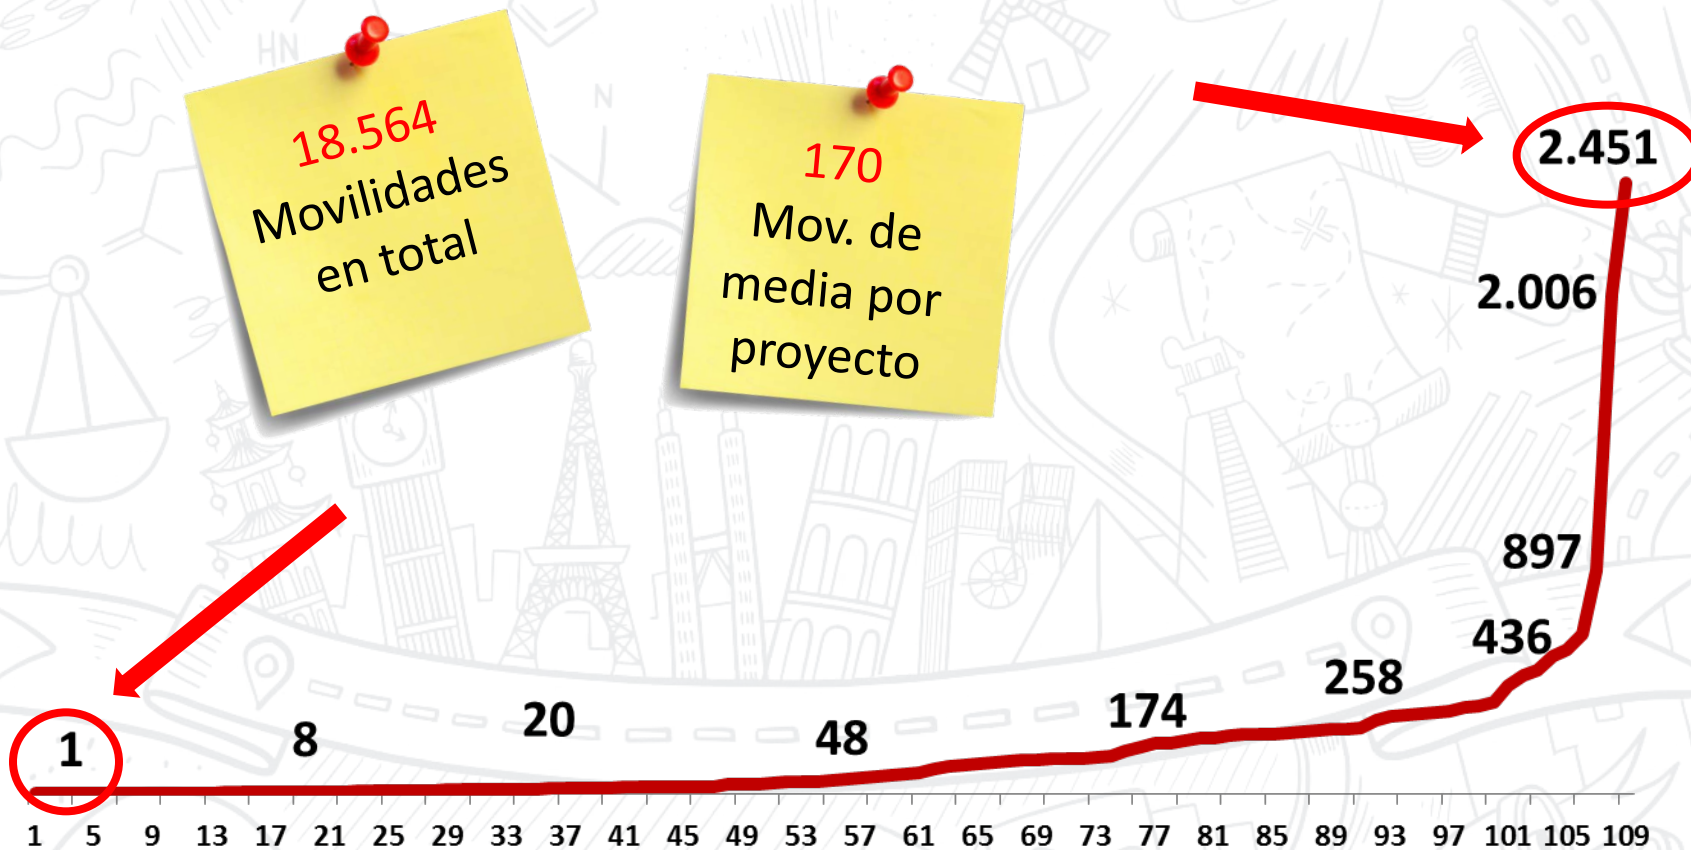 18.564
Movilidades
en total
170
Mov. de
media por
proyecto
2.451
2.006
897
436
258
174
48
20
8
1
1 5 9 13 17 21 25 29 33 37 41 45 49 53 57 61 65 69 73 77 81 85 89 93 97 101 105 109
HN
N